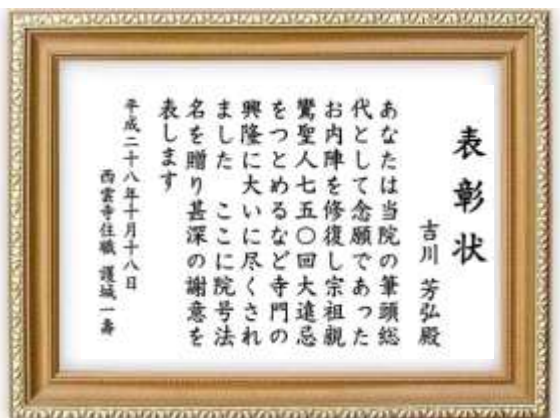 表彰状
吉川 芳弘殿
あなたは当院の筆頭総
代として念願であった
お内陣を修復し宗祖親
鸞聖人七五〇回大遠忌
をつとめるなど寺門の
興隆に大いに尽くされ
ました ここに院号法
名を贈り甚深の謝意を
表します
平成二十八年十月十八日
西雲寺住職 護城一寿